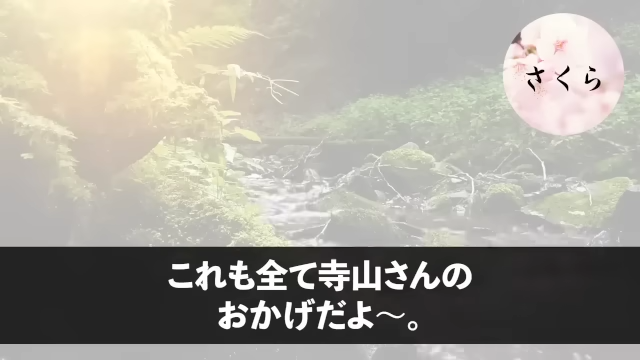 さくら
これも全て寺山さんの
おかげだよ〜。